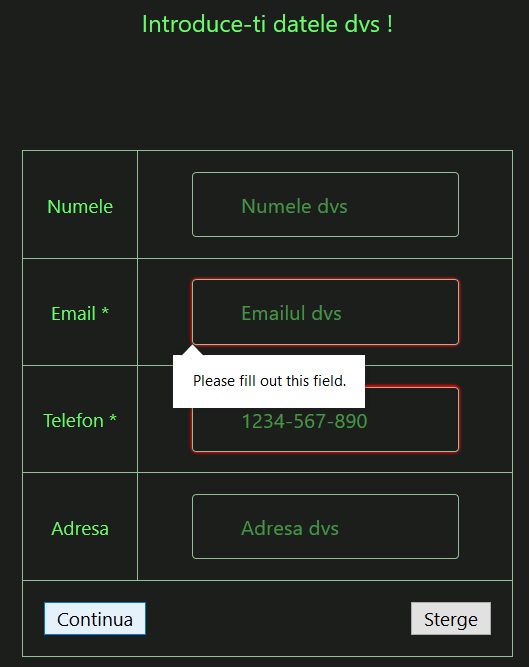 Introduce-ti datele dvs !
Numele
Numele dvs
Email *
Emailul dvs
Please fill out this field.
Telefon *
1234-567-890
Adresa
Adresa dvs
Continua
Sterge